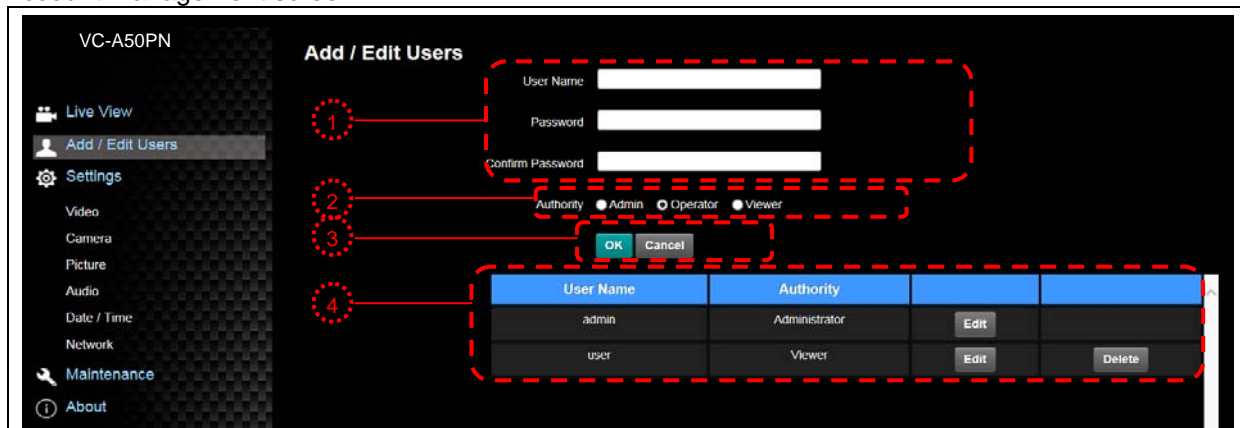 VC-A50PN
Add / Edit Users
User Name
Live View
1
Password
Add / Edit Users
Confirm Password
Settings
2
Authority Admin Operator Viewer
Video
3
OK Cancel
Camera
Picture
Audio
4
User Name Authority
Date / Time
admin Administrator Edit
Network
user Viewer Edit Delete
Maintenance
About